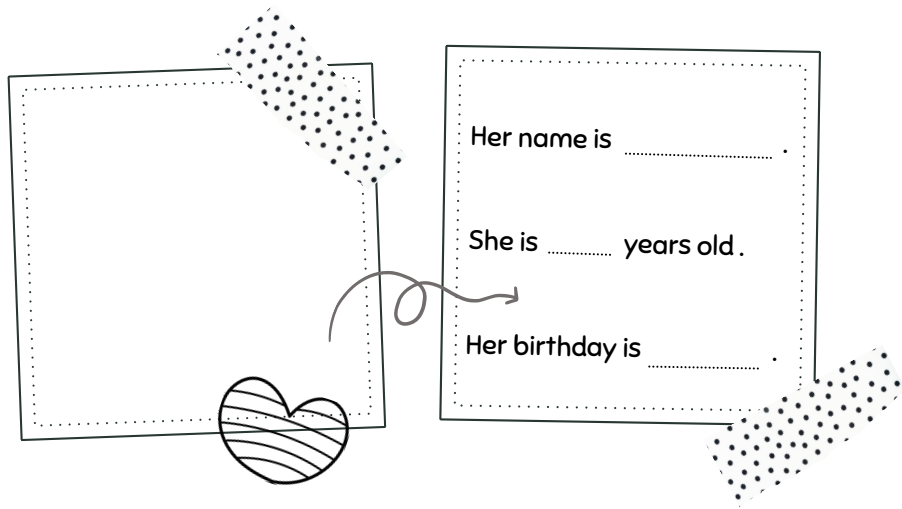 Her name is .................... .
She is .......... years old .
Her birthday is .................... .